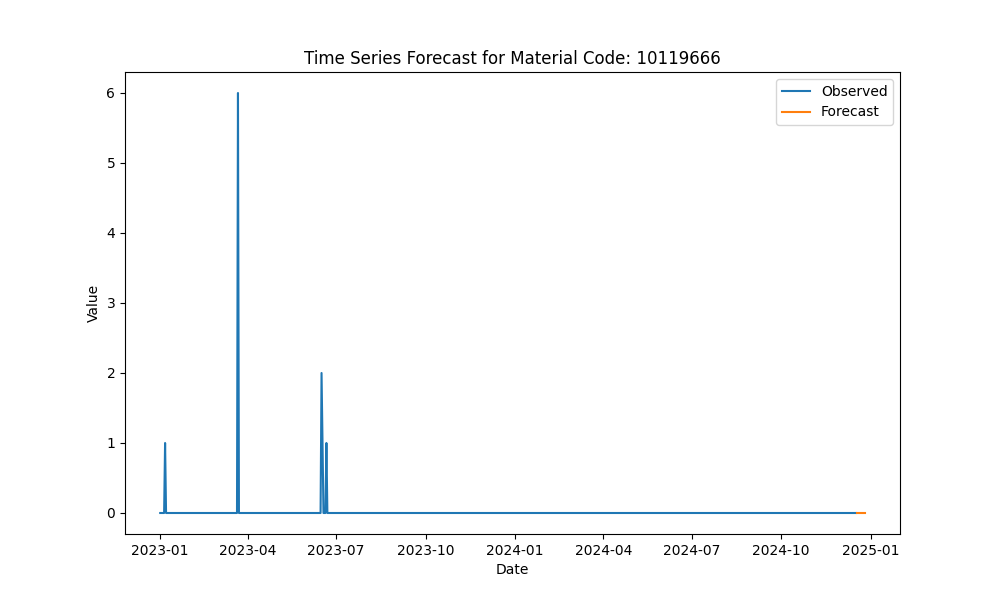 Time Series Forecast for Material Code: 10119666
Observed
Forecast
6
5
4
3
2
1
0
Value
2023-01 2023-04 2023-07 2023-10 2024-01 2024-04 2024-07 2024-10 2025-01
Date